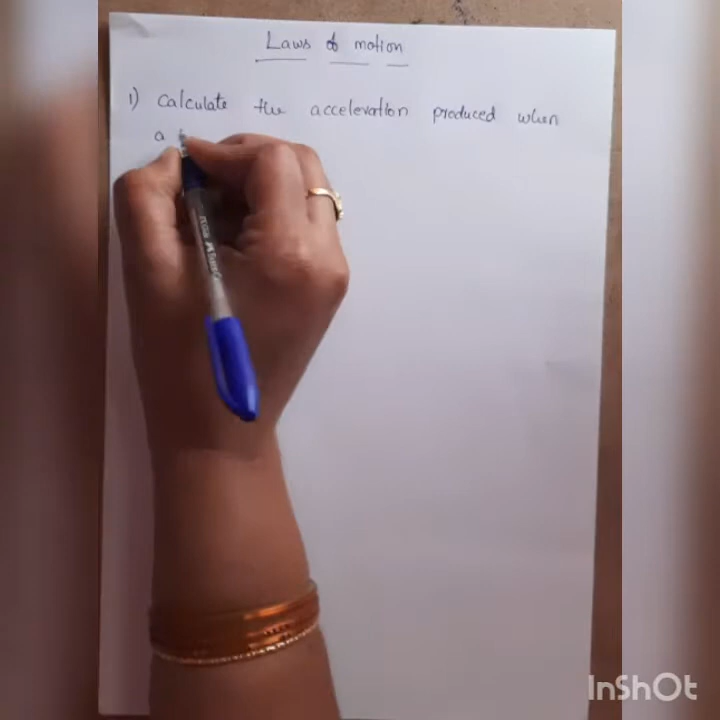 Laws of motion
1) Calculate the acceleration produced when
a
InShOt